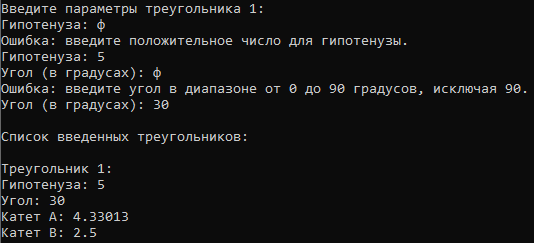 Введите параметры треугольника 1:
Гипотенуза: ф
Ошибка: введите положительное число для гипотенузы.
Гипотенуза: 5
Угол (в градусах): ф
Ошибка: введите угол в диапазоне от 0 до 90 градусов, исключая 90.
Угол (в градусах): 30
Список введенных треугольников:
Треугольник 1:
Гипотенуза: 5
Угол: 30
Катет A: 4.33013
Катет B: 2.5